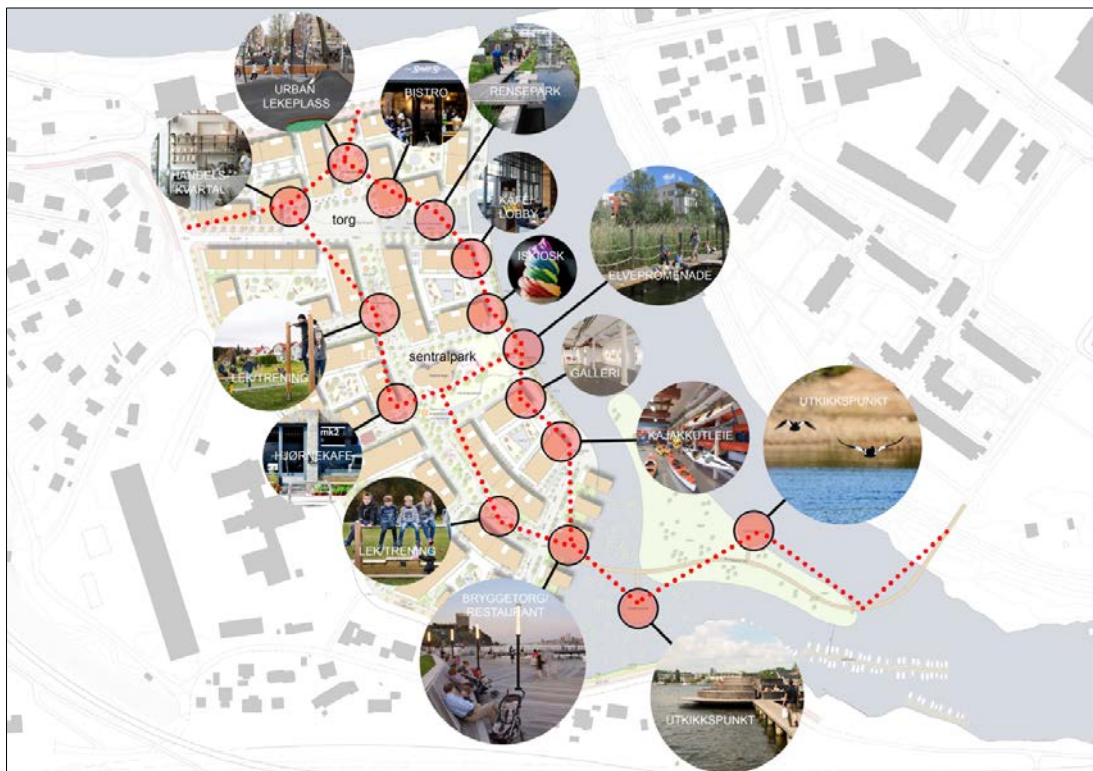 URBAN
LEKEPLASS
BISTRO
RENSEPARK
HANDELS
KVARTAL
KAFE/
LOBBY
torg
ISKIOSK
ELVEPROMENADE
LEK/TRENING
sentralpark
GALLERI
UTKIKKSPUNKT
mk2
HJØRNEKAFE
KAJAKKUTLEIE
LEK/TRENING
BRYGGETORG/
RESTAURANT
UTKIKKSPUNKT